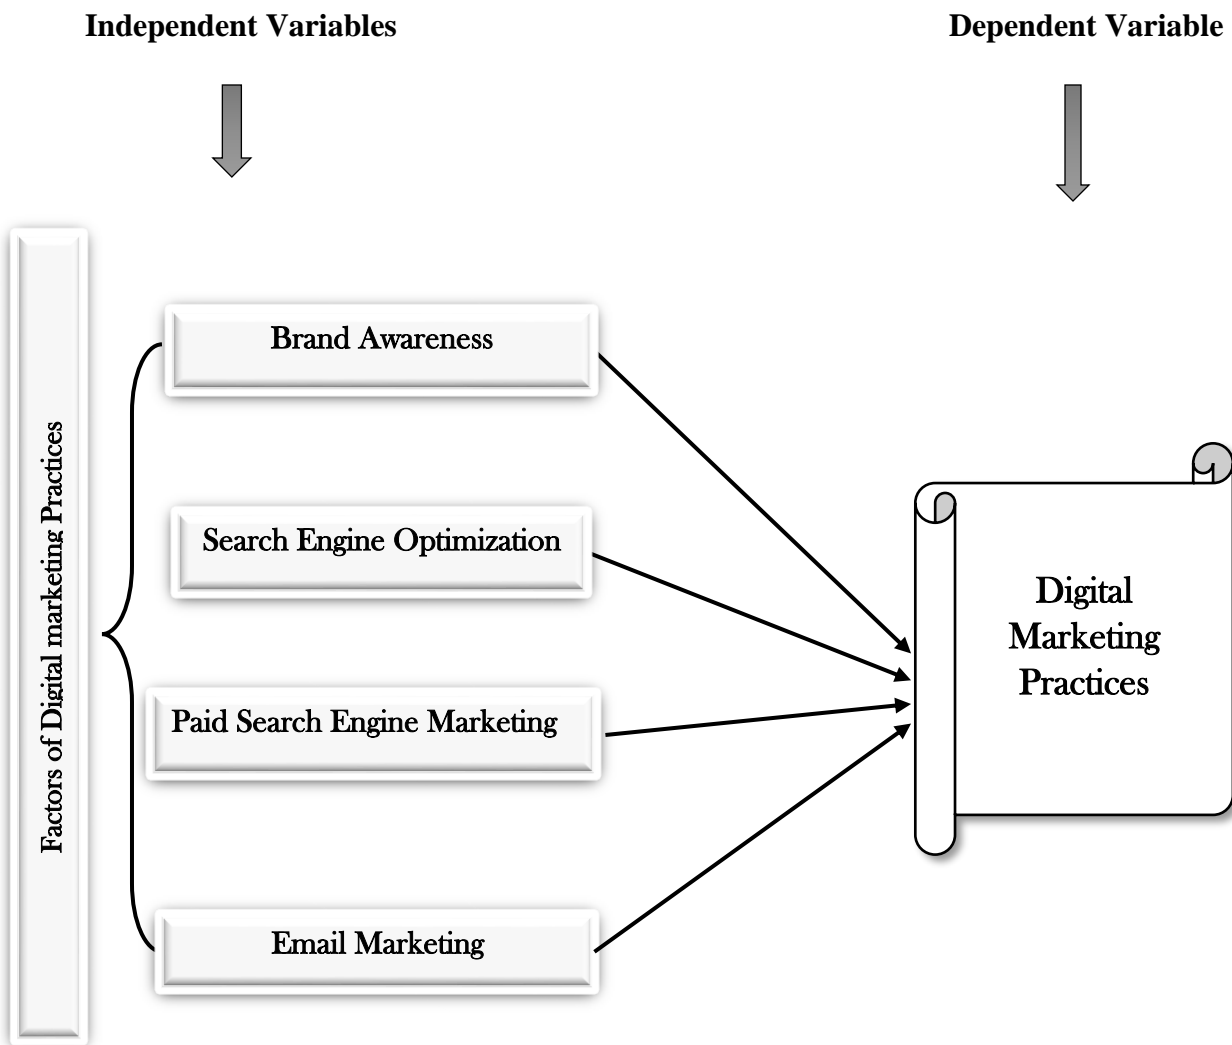 Independent Variables
Dependent Variable
Factors of Digital marketing Practices
Brand Awareness
Search Engine Optimization
Paid Search Engine Marketing
Email Marketing
Digital
Marketing
Practices